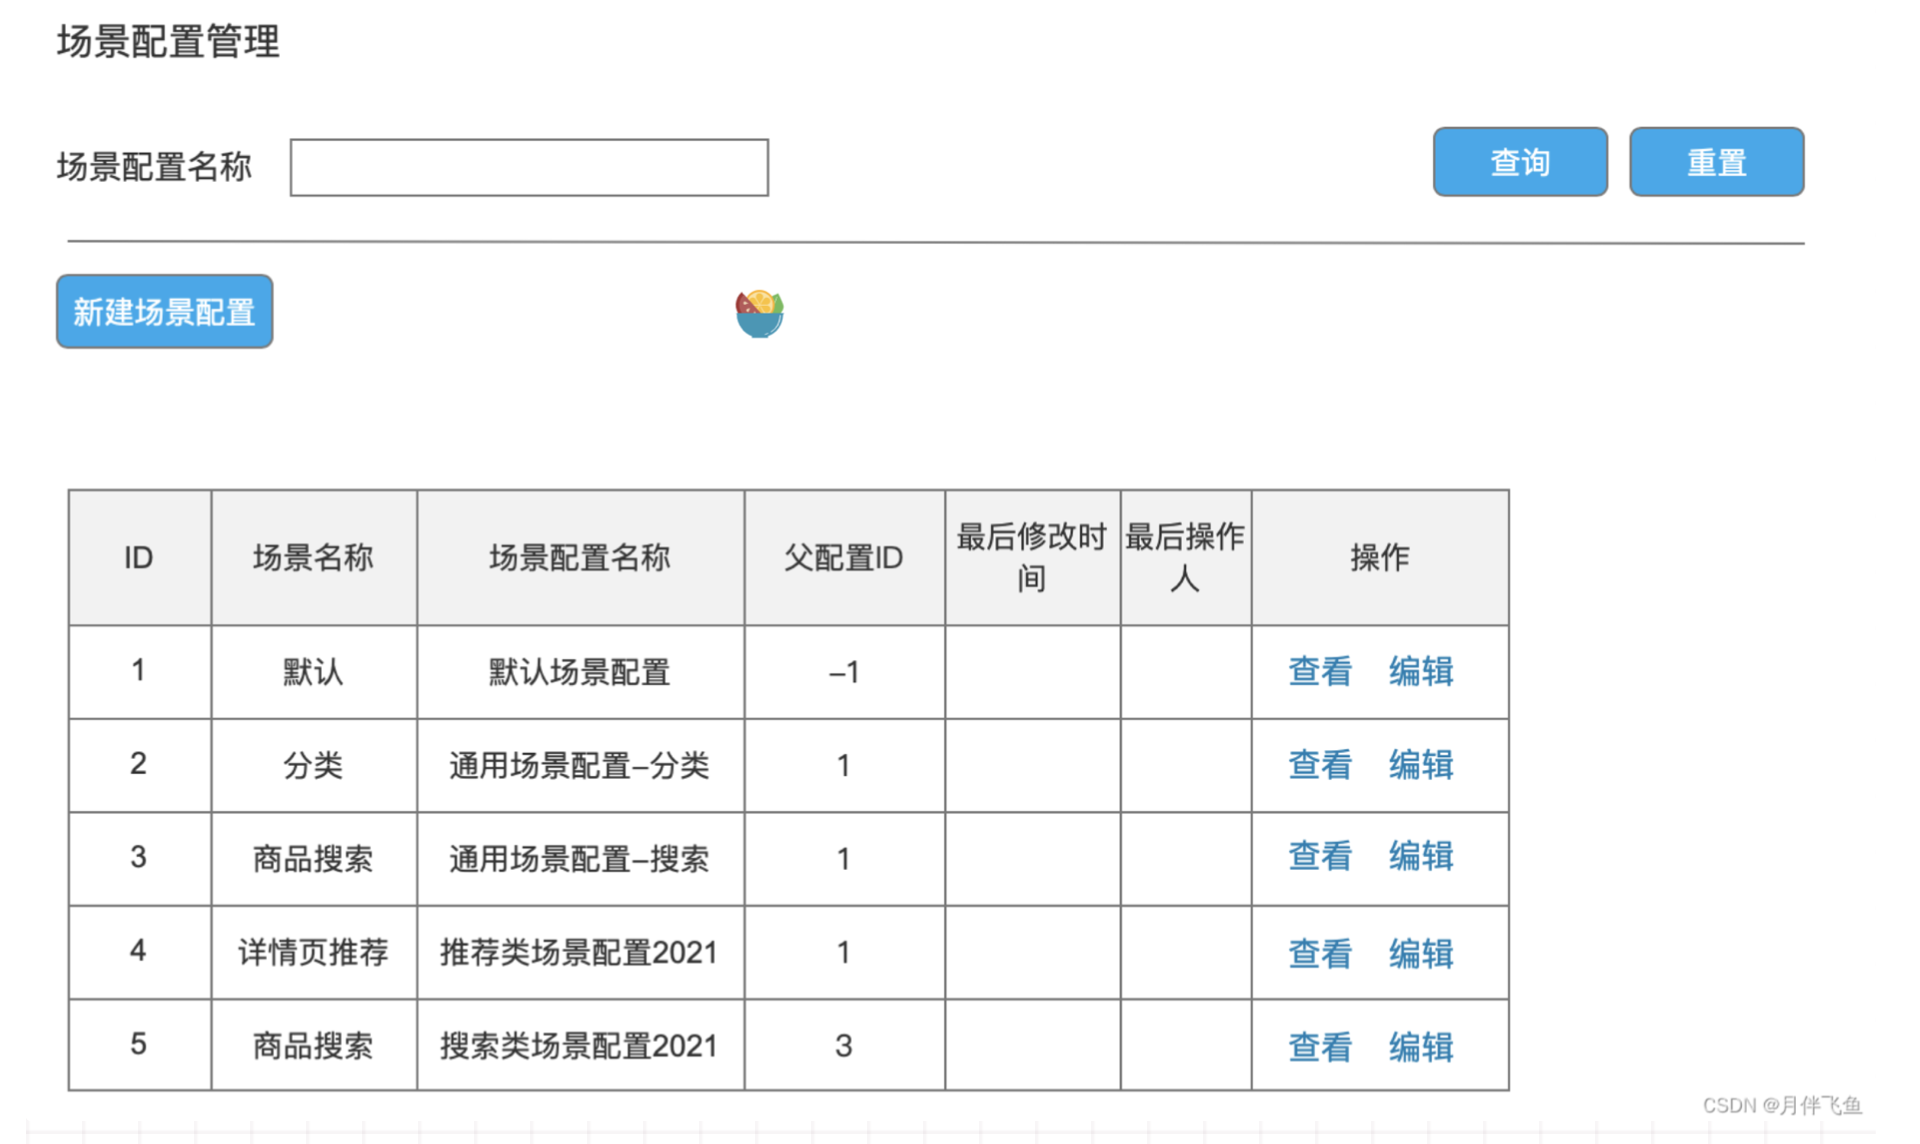 场景配置管理
场景配置名称
查询 重置
新建场景配置
ID 场景名称 场景配置名称 父配置ID 最后修改时间 最后操作人 操作
1 默认 默认场景配置 –1 查看 编辑
2 分类 通用场景配置–分类 1 查看 编辑
3 商品搜索 通用场景配置–搜索 1 查看 编辑
4 详情页推荐 推荐类场景配置2021 1 查看 编辑
5 商品搜索 搜索类场景配置2021 3 查看 编辑
CSDN @月伴飞鱼